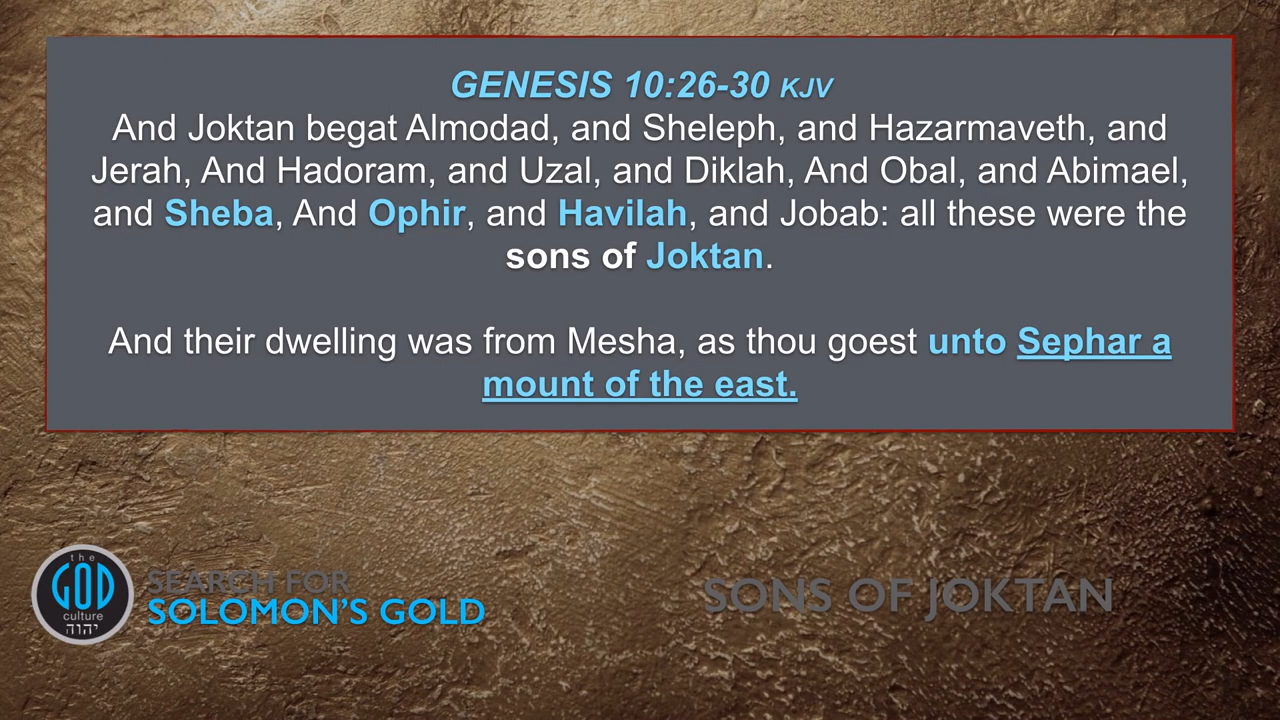 GENESIS 10:26-30 KJV
And Joktan begat Almodad, and Sheleph, and Hazarmaveth, and
Jerah, And Hadoram, and Uzal, and Diklah, And Obal, and Abimael,
and Sheba, And Ophir, and Havilah, and Jobab: all these were the
sons of Joktan.
And their dwelling was from Mesha, as thou goest unto Sephar a
mount of the east.
the
GOD
culture
יהוה
SEARCH FOR
SOLOMON'S GOLD
SONS OF JOKTAN